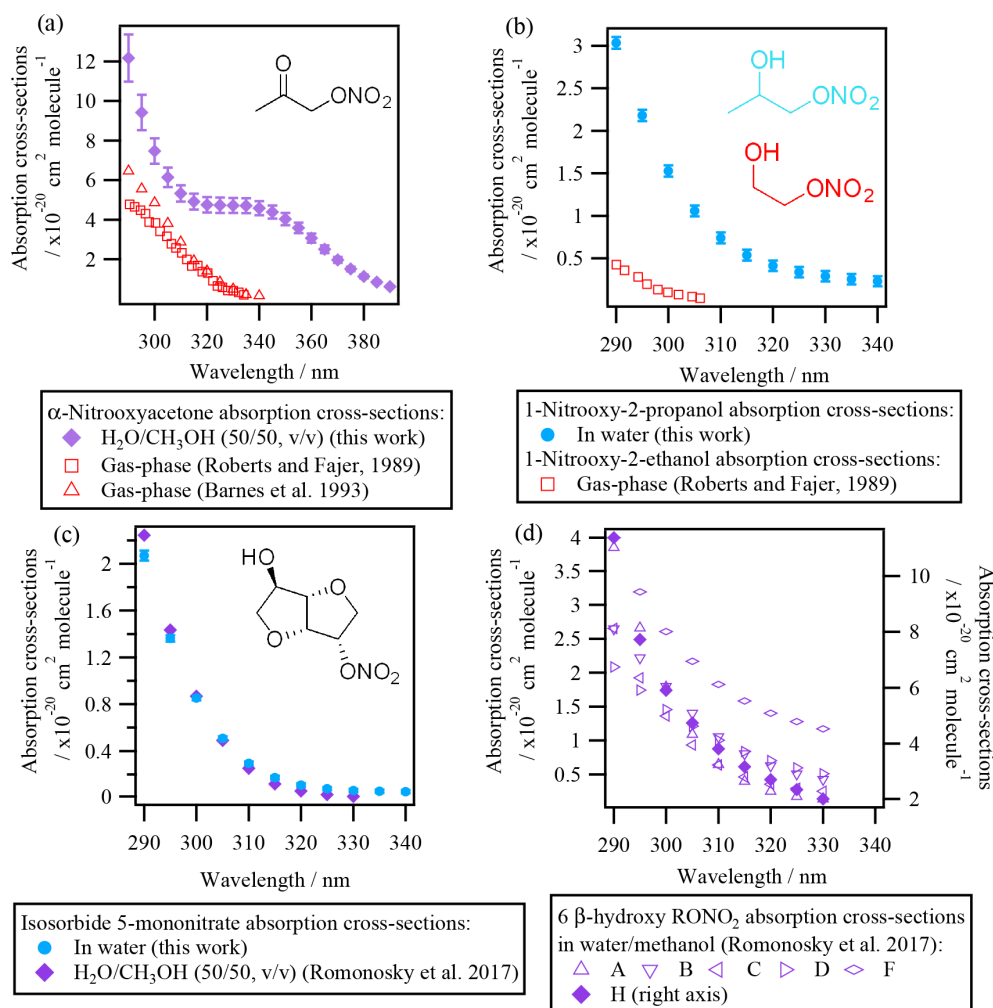 (a)
Absorption cross-sections
/ x10⁻²⁰ cm² molecule⁻¹
12
10
8
6
4
2
O
ONO₂
300 320 340 360 380
Wavelength / nm
α-Nitrooxyacetone absorption cross-sections:
H₂O/CH₃OH (50/50, v/v) (this work)
Gas-phase (Roberts and Fajer, 1989)
Gas-phase (Barnes et al. 1993)
(b)
Absorption cross-sections
/ x10⁻²⁰ cm² molecule⁻¹
3
2.5
2
1.5
1
0.5
OH
ONO₂
OH
ONO₂
290 300 310 320 330 340
Wavelength / nm
1-Nitrooxy-2-propanol absorption cross-sections:
In water (this work)
1-Nitrooxy-2-ethanol absorption cross-sections:
Gas-phase (Roberts and Fajer, 1989)
(c)
Absorption cross-sections
/ x10⁻²⁰ cm² molecule⁻¹
2
1.6
1.2
0.8
0.4
0
HO
O
O
ONO₂
290 300 310 320 330 340
Wavelength / nm
Isosorbide 5-mononitrate absorption cross-sections:
In water (this work)
H₂O/CH₃OH (50/50, v/v) (Romonosky et al. 2017)
(d)
Absorption cross-sections
/ x10⁻²⁰ cm² molecule⁻¹
4
3.5
3
2.5
2
1.5
1
0.5
10
8
6
4
2
Absorption cross-sections
/ x10⁻²⁰ cm² molecule⁻¹
290 300 310 320 330 340
Wavelength / nm
6 β-hydroxy RONO₂ absorption cross-sections
in water/methanol (Romonosky et al. 2017):
A B C D F
H (right axis)